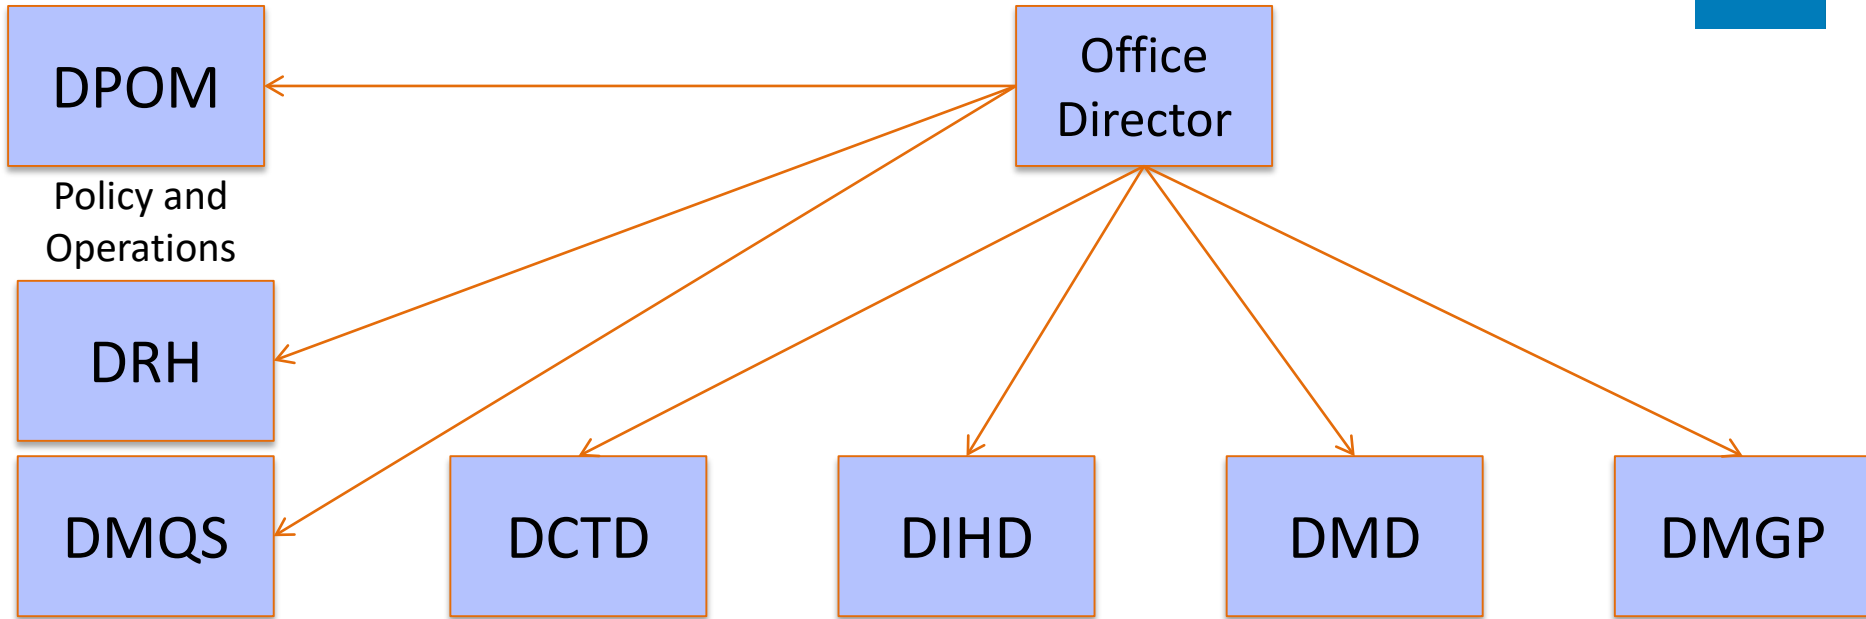 DPOM
Office
Director
Policy and
Operations
DRH
DMQS
DCTD
DIHD
DMD
DMGP